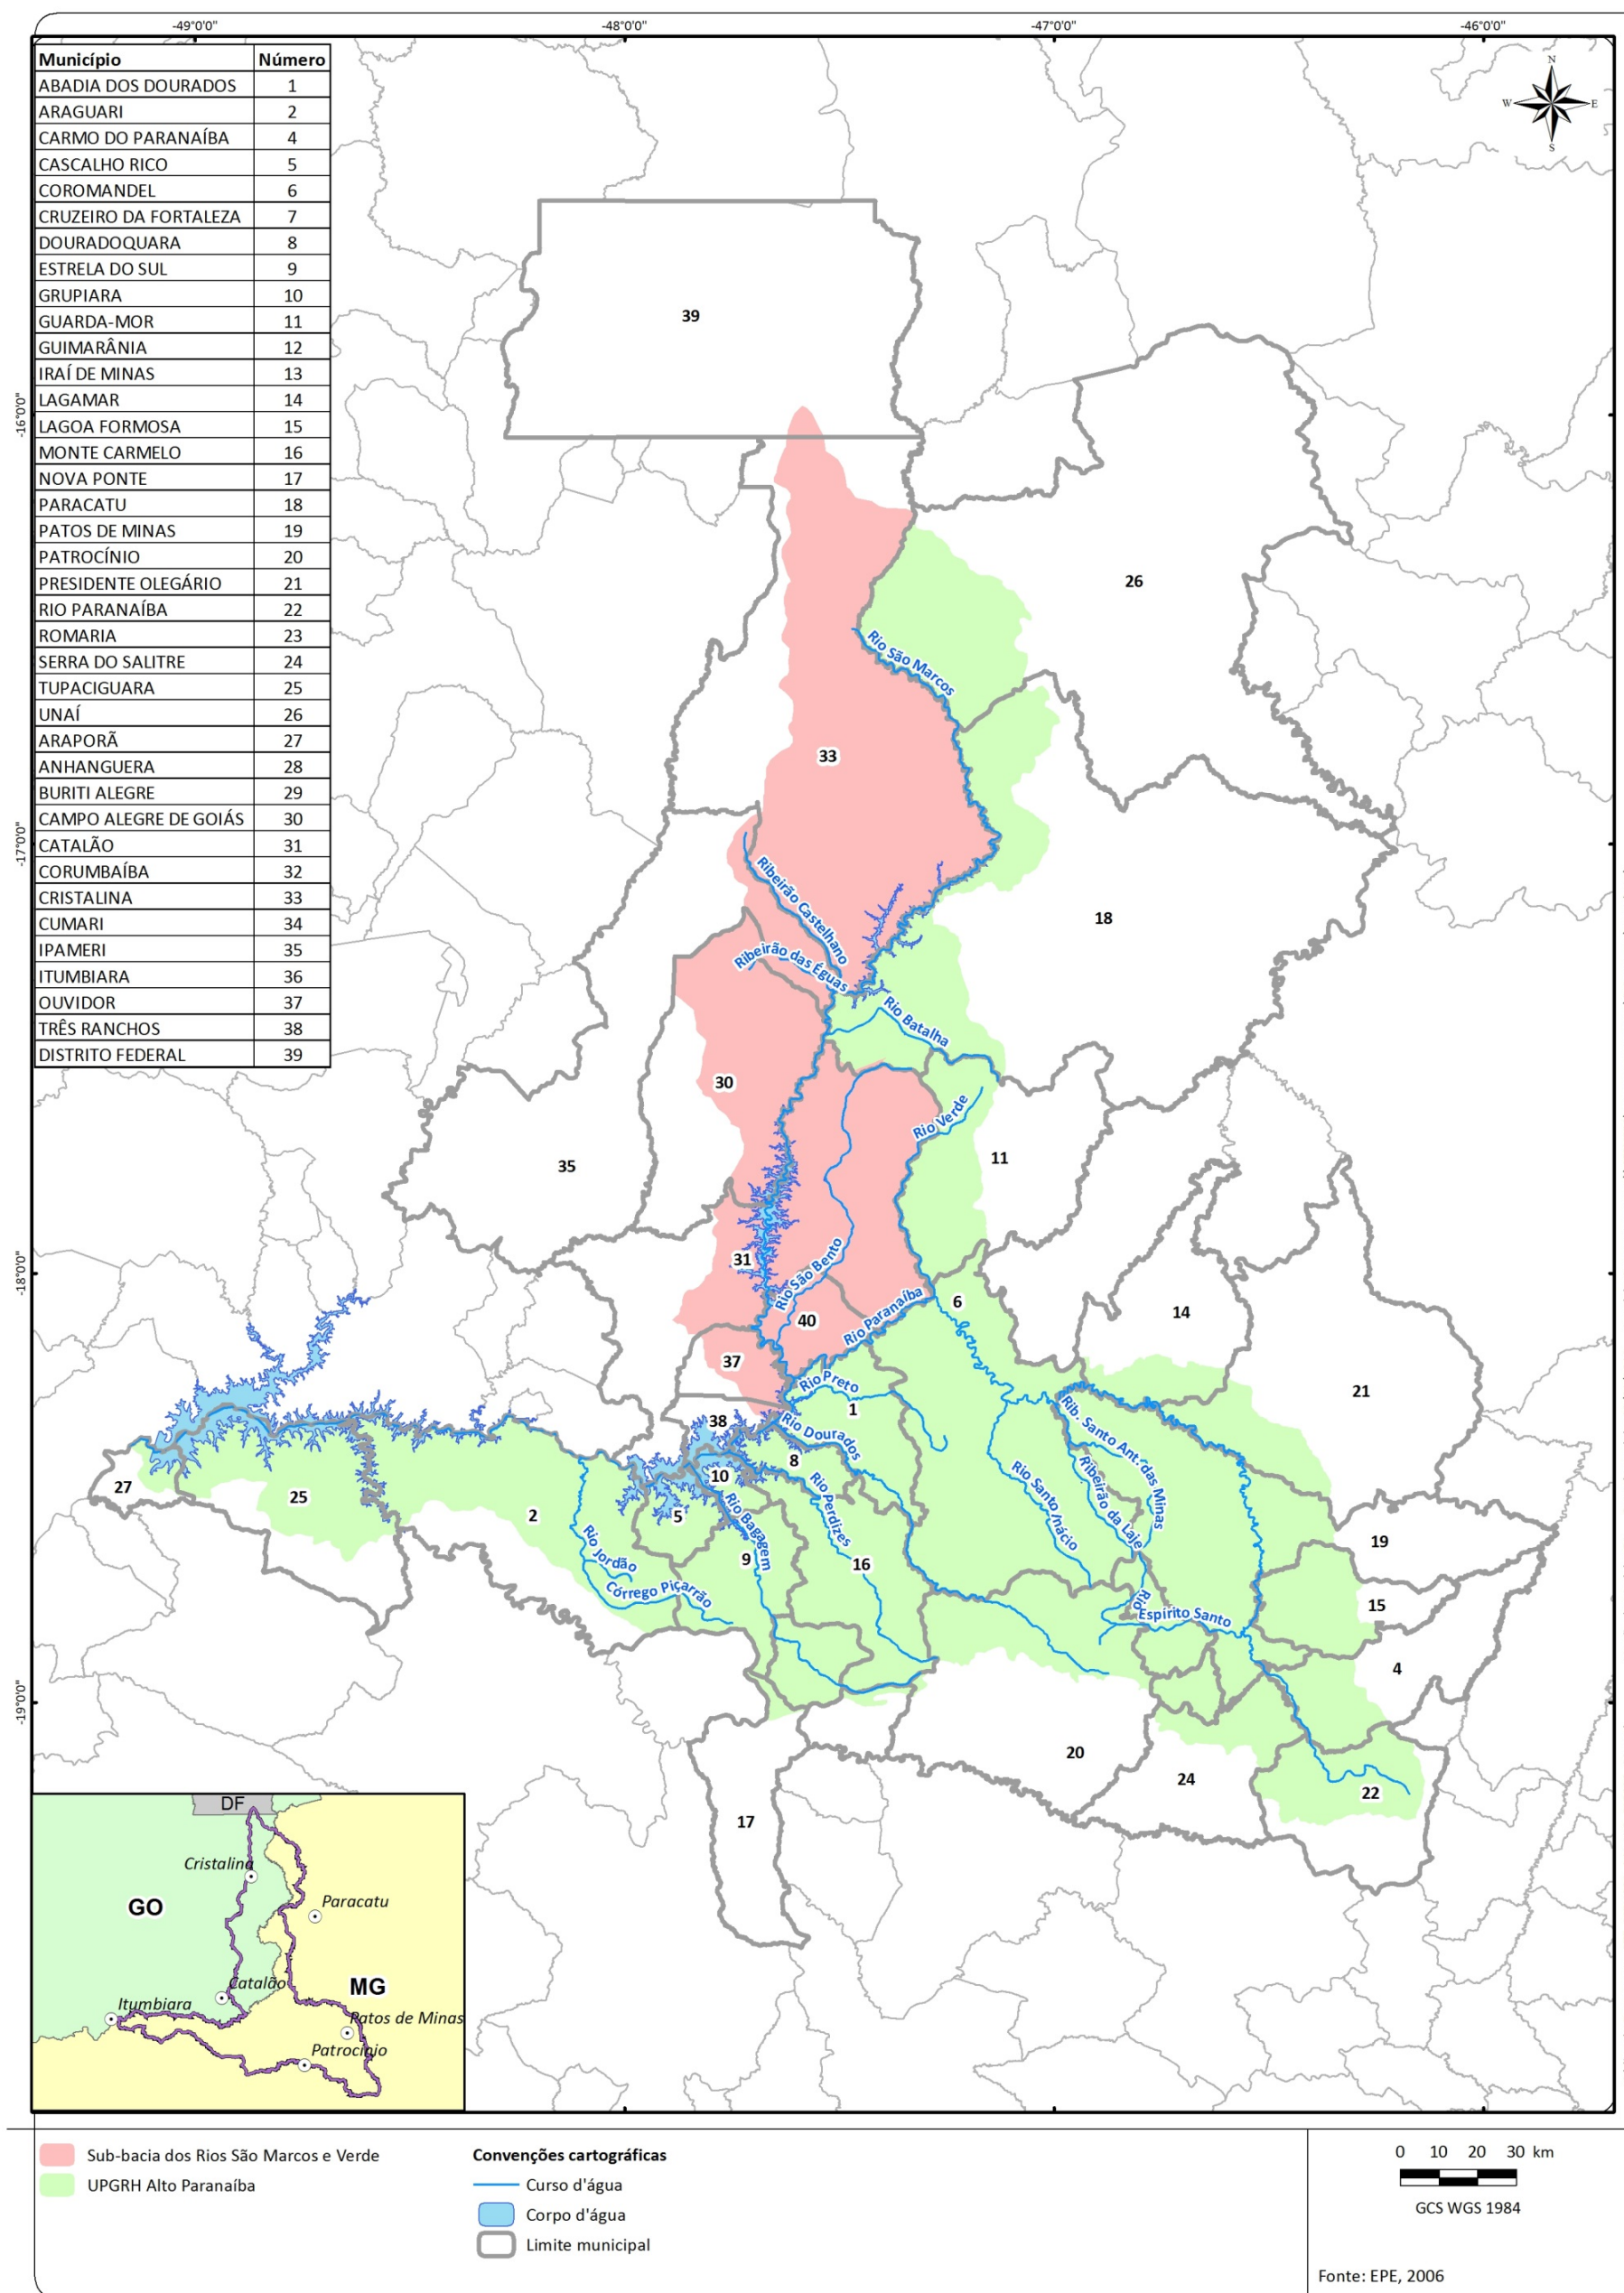 -49°0'0"
-48°0'0"
-47°0'0"
-46°0'0"
Município Número
ABADIA DOS DOURADOS 1
ARAGUARI 2
CARMO DO PARANAÍBA 4
CASCALHO RICO 5
COROMANDEL 6
CRUZEIRO DA FORTALEZA 7
DOURADOQUARA 8
ESTRELA DO SUL 9
GRUPIARA 10
GUARDA-MOR 11
GUIMARÂNIA 12
IRAÍ DE MINAS 13
LAGAMAR 14
LAGOA FORMOSA 15
MONTE CARMELO 16
NOVA PONTE 17
PARACATU 18
PATOS DE MINAS 19
PATROCÍNIO 20
PRESIDENTE OLEGÁRIO 21
RIO PARANAÍBA 22
ROMARIA 23
SERRA DO SALITRE 24
TUPACIGUARA 25
UNAÍ 26
ARAPORÃ 27
ANHANGUERA 28
BURITI ALEGRE 29
CAMPO ALEGRE DE GOIÁS 30
CATALÃO 31
CORUMBAÍBA 32
CRISTALINA 33
CUMARI 34
IPAMERI 35
ITUMBIARA 36
OUVIDOR 37
TRÊS RANCHOS 38
DISTRITO FEDERAL 39
N
W E
S
-16°0'0"
-17°0'0"
-18°0'0"
-19°0'0"
39
26
Rio São Marcos
33
Ribeirão Castelhano
18
Ribeirão das Éguas
Rio Batalha
30
Rio Verde
11
35
31
Rio São Bento
6
Rio Paranaíba
40
14
37
Rio Preto
21
1
38
Rio Dourados
Rib. Santo Ant. das Minas
8
10
27
25
Rio Perdizes
Rio Santo Inácio
Ribeirão da Laje
2
5
Rio Bagagem
19
Rio Jordão
9
16
Córrego Piçarrão
Rio
Espírito Santo
15
4
20
24
22
17
DF
Cristalina
GO
Paracatu
Catalão
MG
Itumbiara
Patos de Minas
Patrocínio
Sub-bacia dos Rios São Marcos e Verde
UPGRH Alto Paranaíba
Convenções cartográficas
Curso d'água
Corpo d'água
Limite municipal
0 10 20 30 km
GCS WGS 1984
Fonte: EPE, 2006